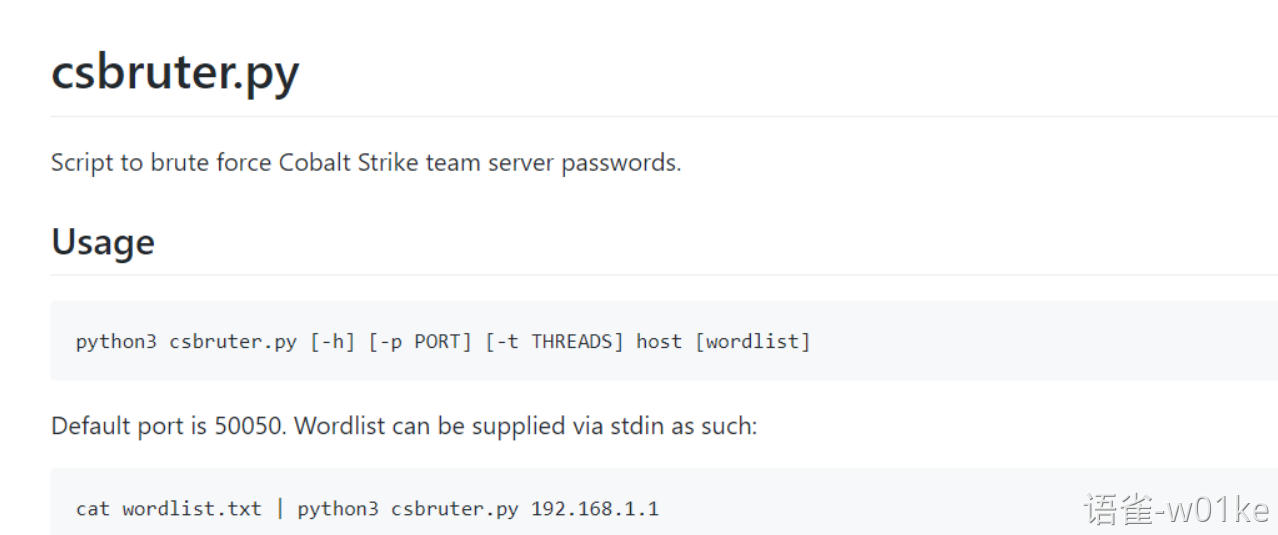 csbruter.py
Script to brute force Cobalt Strike team server passwords.
Usage
python3 csbruter.py [-h] [-p PORT] [-t THREADS] host [wordlist]
Default port is 50050. Wordlist can be supplied via stdin as such:
cat wordlist.txt | python3 csbruter.py 192.168.1.1
语雀-w01ke